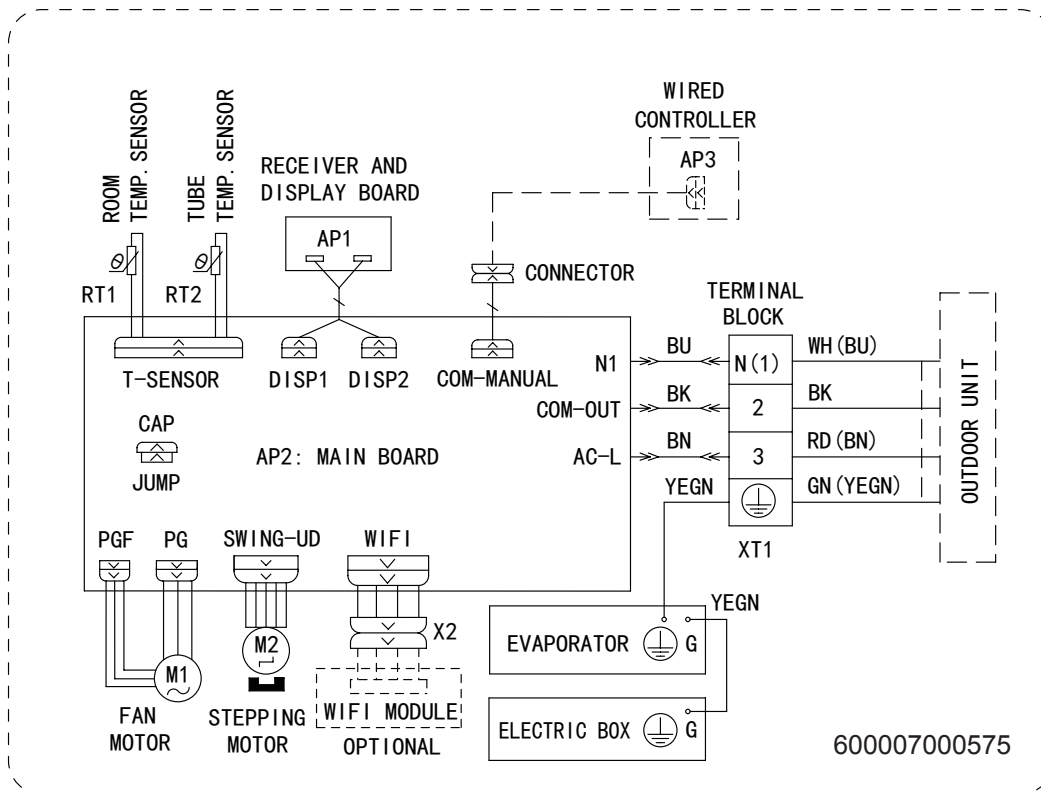 ROOM
TEMP. SENSOR
TUBE
TEMP. SENSOR
RT1
RT2
RECEIVER AND
DISPLAY BOARD
AP1
WIRED
CONTROLLER
AP3
CONNECTOR
TERMINAL
BLOCK
T-SENSOR
DISP1
DISP2
COM-MANUAL
N1
BU
N(1)
WH(BU)
COM-OUT
BK
2
BK
AC-L
BN
3
RD(BN)
YEGN
GN(YEGN)
XT1
OUTDOOR UNIT
CAP
JUMP
AP2: MAIN BOARD
PGF
PG
SWING-UD
WIFI
X2
M1
FAN
MOTOR
M2
STEPPING
MOTOR
WIFI MODULE
OPTIONAL
YEGN
EVAPORATOR
G
ELECTRIC BOX
G
600007000575